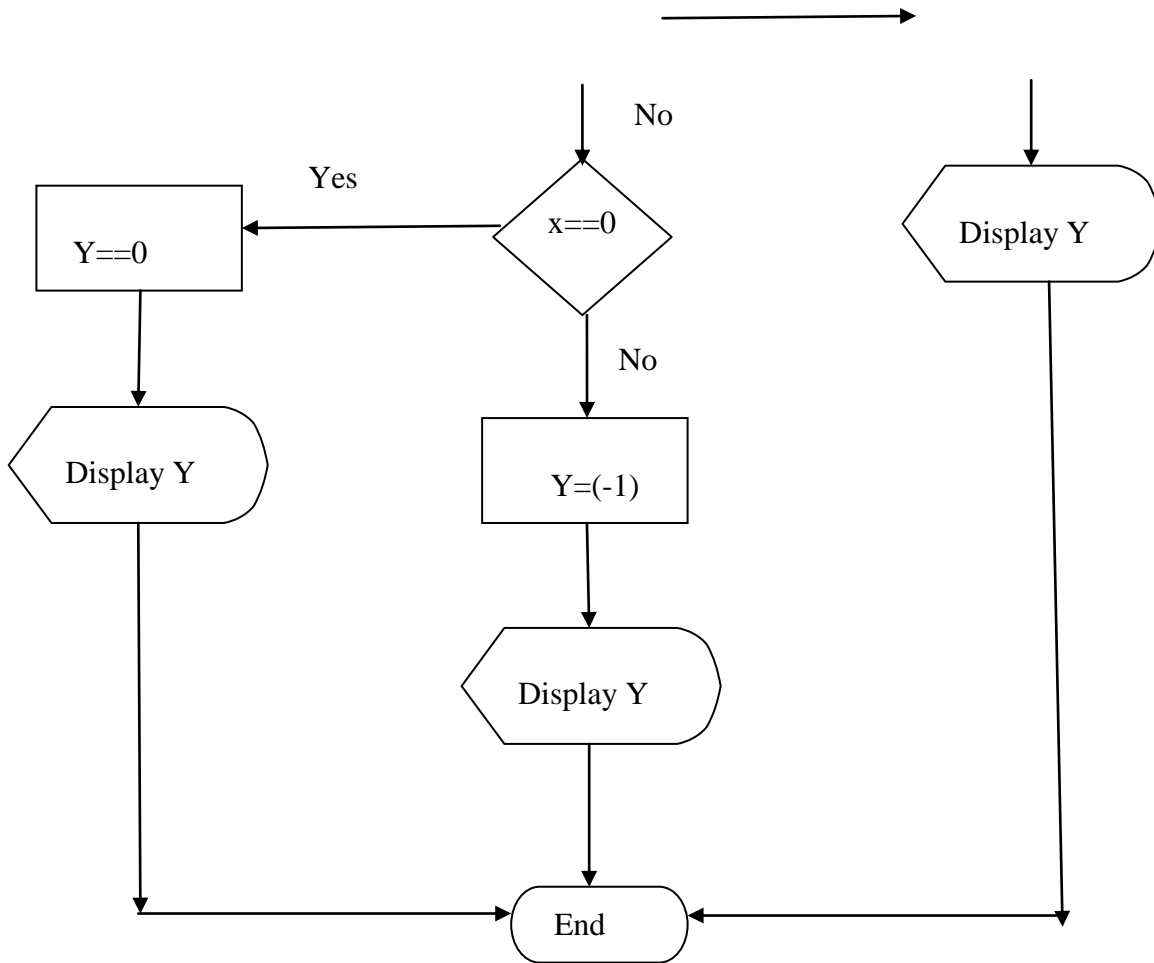 No
Yes
x==0
Display Y
Y==0
No
Display Y
Y=(-1)
Display Y
End